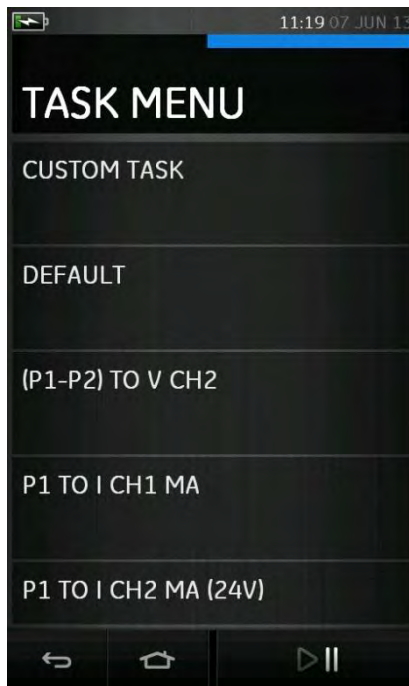 11:19 07 JUN 13
TASK MENU
CUSTOM TASK
DEFAULT
(P1-P2) TO V CH2
P1 TO I CH1 MA
P1 TO I CH2 MA (24V)